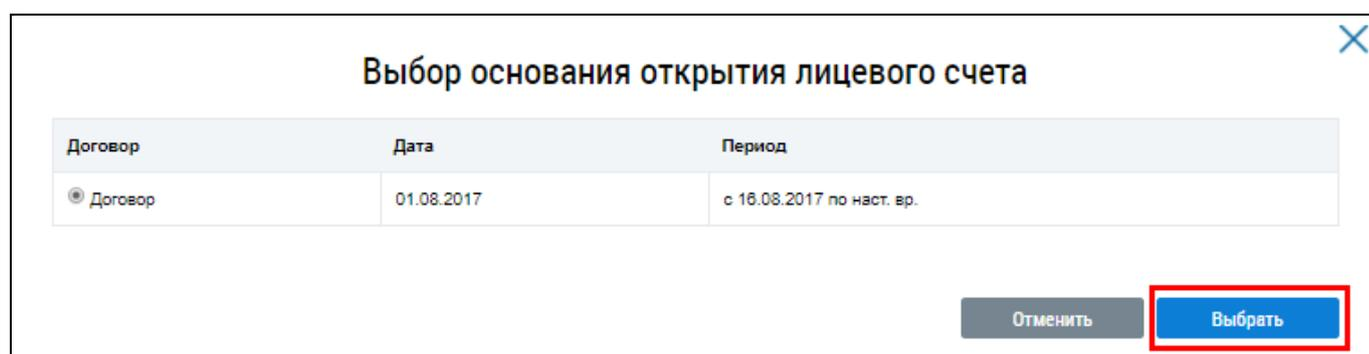 Выбор основания открытия лицевого счета
Договор Дата Период
Договор 01.08.2017 с 16.08.2017 по наст. вр.
Отменить Выбрать